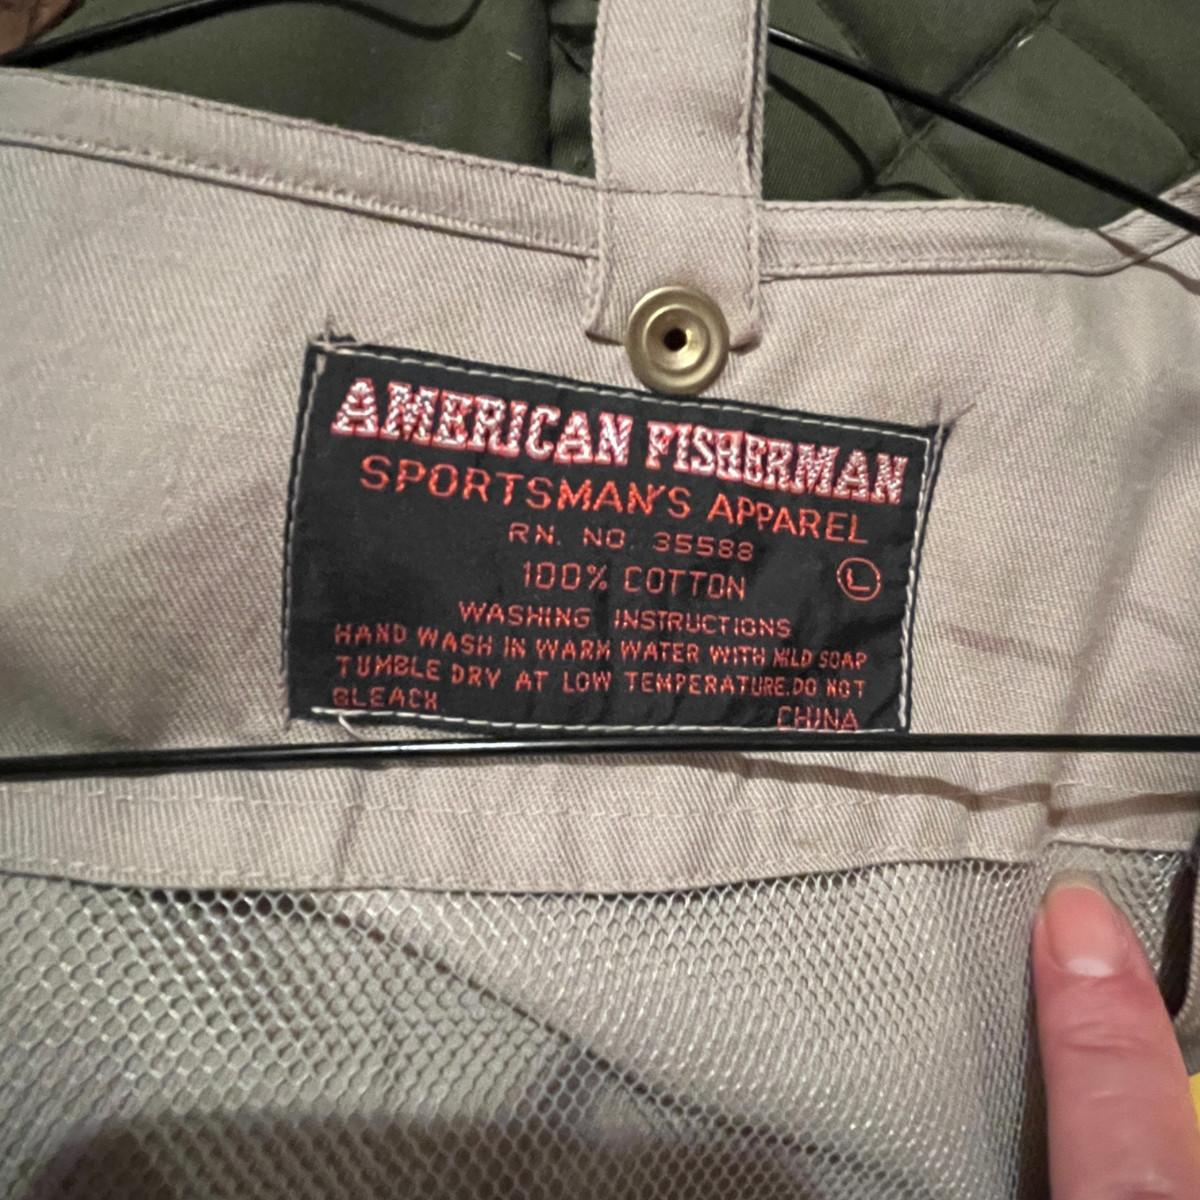 AMERICAN FISHERMAN
SPORTSMAN'S APPAREL
RN. NO. 35588
100% COTTON
L
WASHING INSTRUCTIONS
HAND WASH IN WARM WATER WITH MILD SOAP
TUMBLE DRY AT LOW TEMPERATURE.DO NOT
BLEACH CHINA